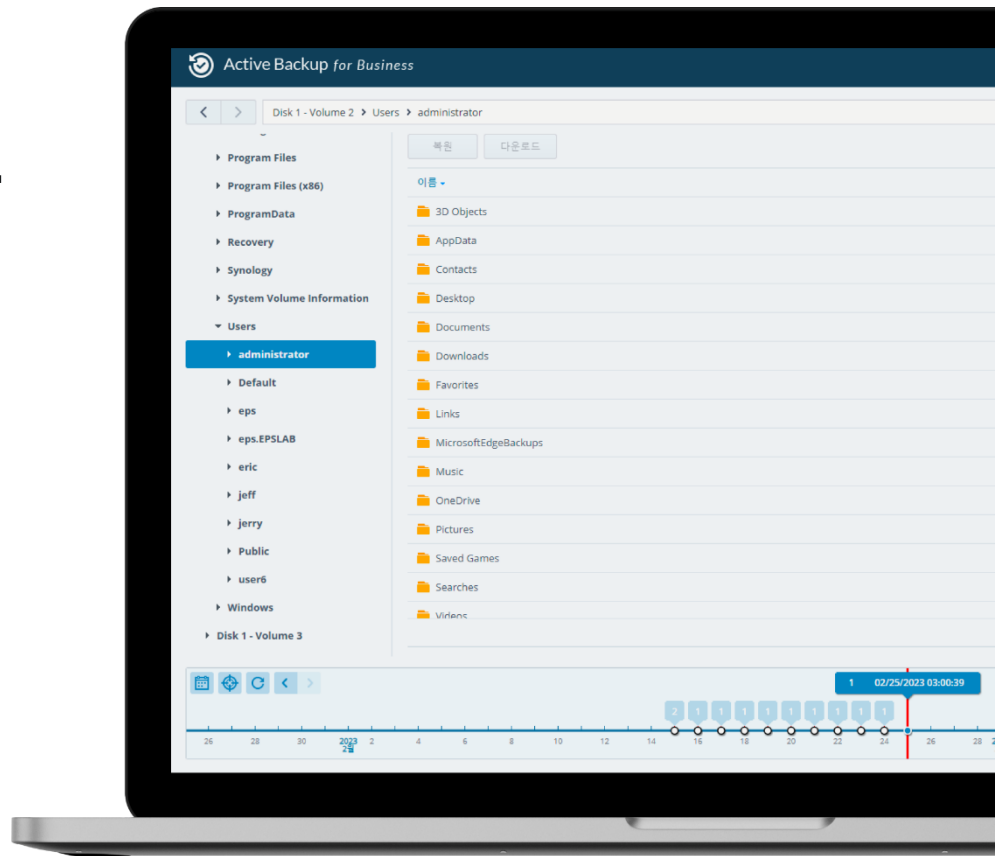 Active Backup for Business
Disk 1 - Volume 2 > Users > administrator
Program Files
Program Files (x86)
ProgramData
Recovery
Synology
System Volume Information
Users
administrator
Default
eps
eps.EPSLAB
eric
jeff
jerry
Public
user6
Windows
Disk 1 - Volume 3
복원 다운로드
이름
3D Objects
AppData
Contacts
Desktop
Documents
Downloads
Favorites
Links
MicrosoftEdgeBackups
Music
OneDrive
Pictures
Saved Games
Searches
Videos
1 02/25/2023 03:00:39
2 1 1 1 1 1 1 1 1 1
26 28 30 2023 2 4 6 8 10 12 14 16 18 20 22 24 26 28
2월